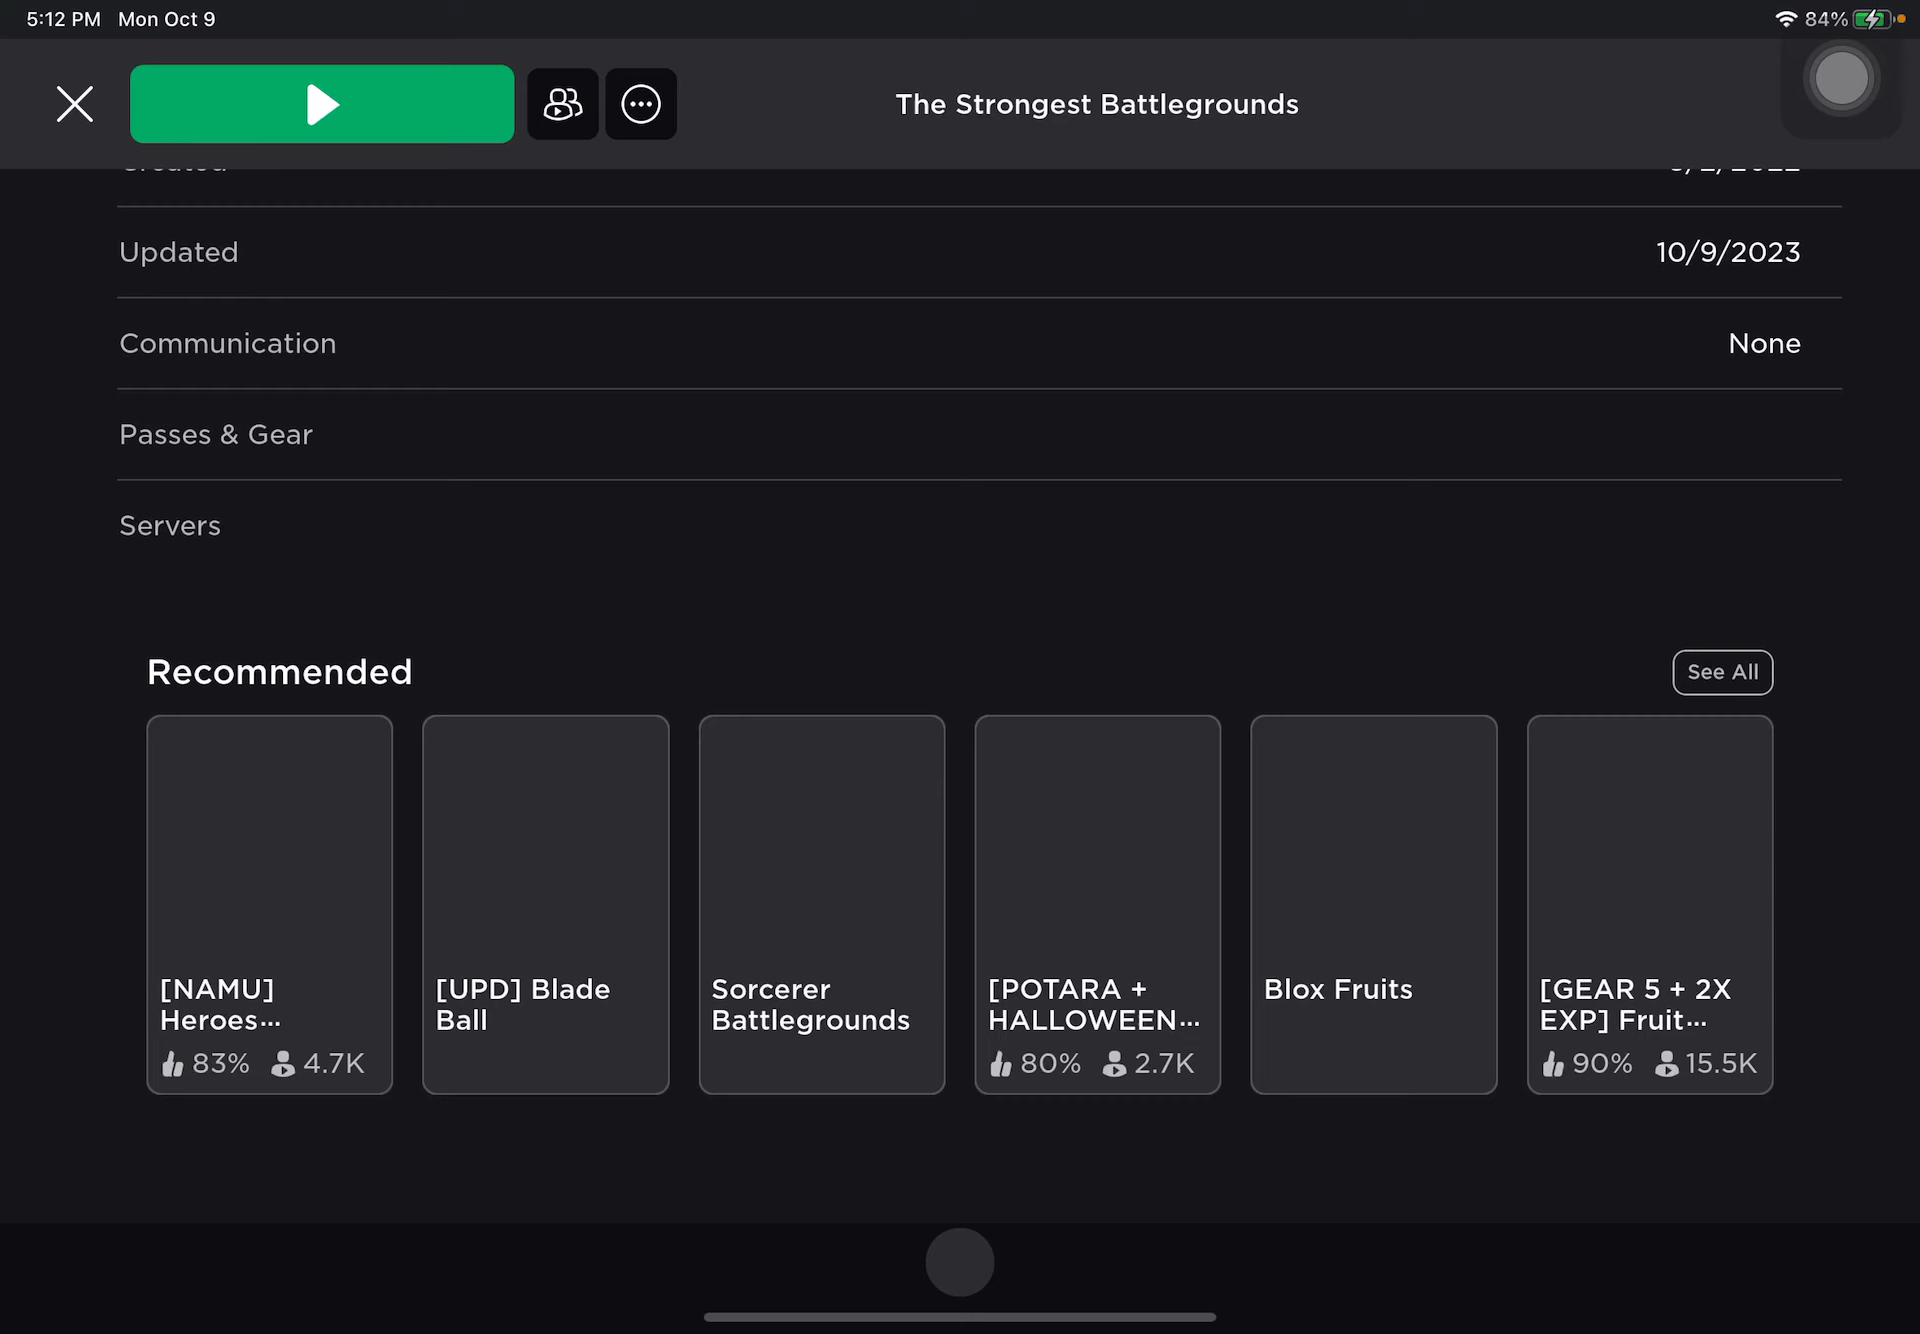 5:12 PM Mon Oct 9
84%
The Strongest Battlegrounds
Updated
10/9/2023
Communication
None
Passes & Gear
Servers
Recommended
See All
[NAMU]
Heroes...
83% 4.7K
[UPD] Blade
Ball
Sorcerer
Battlegrounds
[POTARA +
HALLOWEEN...
80% 2.7K
Blox Fruits
[GEAR 5 + 2X
EXP] Fruit...
90% 15.5K